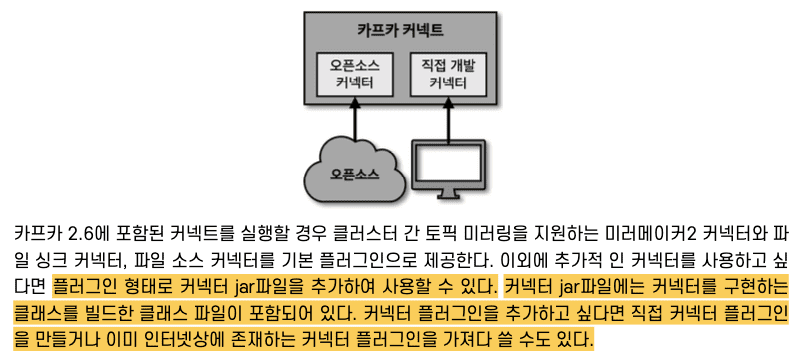 카프카 커넥트
오픈소스 직접 개발
커넥터 커넥터
오픈소스
카프카 2.6에 포함된 커넥트를 실행할 경우 클러스터 간 토픽 미러링을 지원하는 미러메이커2 커넥터와 파
일 싱크 커넥터, 파일 소스 커넥터를 기본 플러그인으로 제공한다. 이외에 추가적 인 커넥터를 사용하고 싶
다면 플러그인 형태로 커넥터 jar파일을 추가하여 사용할 수 있다. 커넥터 jar파일에는 커넥터를 구현하는
클래스를 빌드한 클래스 파일이 포함되어 있다. 커넥터 플러그인을 추가하고 싶다면 직접 커넥터 플러그인
을 만들거나 이미 인터넷상에 존재하는 커넥터 플러그인을 가져다 쓸 수도 있다.